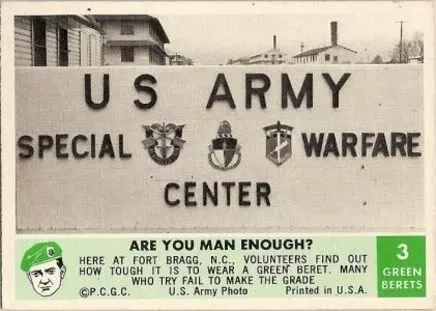 US ARMY
SPECIAL WARFARE
CENTER
ARE YOU MAN ENOUGH?
HERE AT FORT BRAGG, N.C., VOLUNTEERS FIND OUT
HOW TOUGH IT IS TO WEAR A GREEN BERET. MANY
WHO TRY FAIL TO MAKE THE GRADE
©P.C.G.C. U.S. Army Photo Printed in U.S.A.
3
GREEN
BERETS